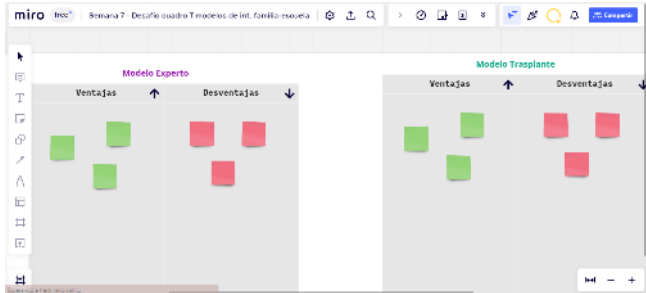 miro free Semana 7 - Desafío cuadro T modelos de int. familia-escuela Compartir
Modelo Experto
Ventajas Desventajas
Modelo Trasplante
Ventajas Desventajas